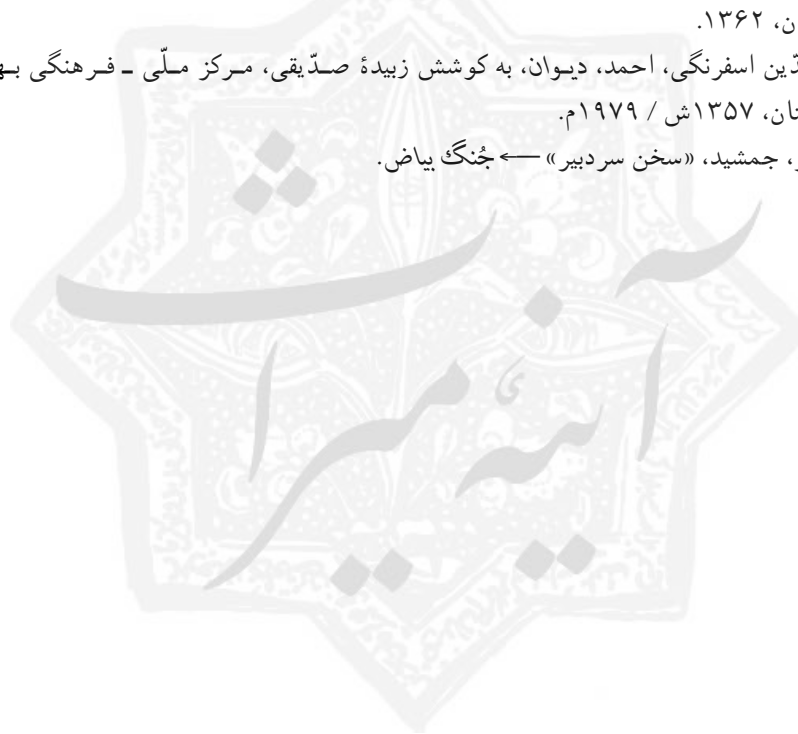 ن، ۱۳۶۲.
دّین اسفرنگی، احمد، دیوان، به کوشش زبیدهٔ صدّیقی، مرکز ملّی ـ فرهنگی بـه
تان، ۱۳۵۷ش / ۱۹۷۹م.
ر، جمشید، «سخن سردبیر» ⟵ جُنگ بیاض.
آینهٔ میراث